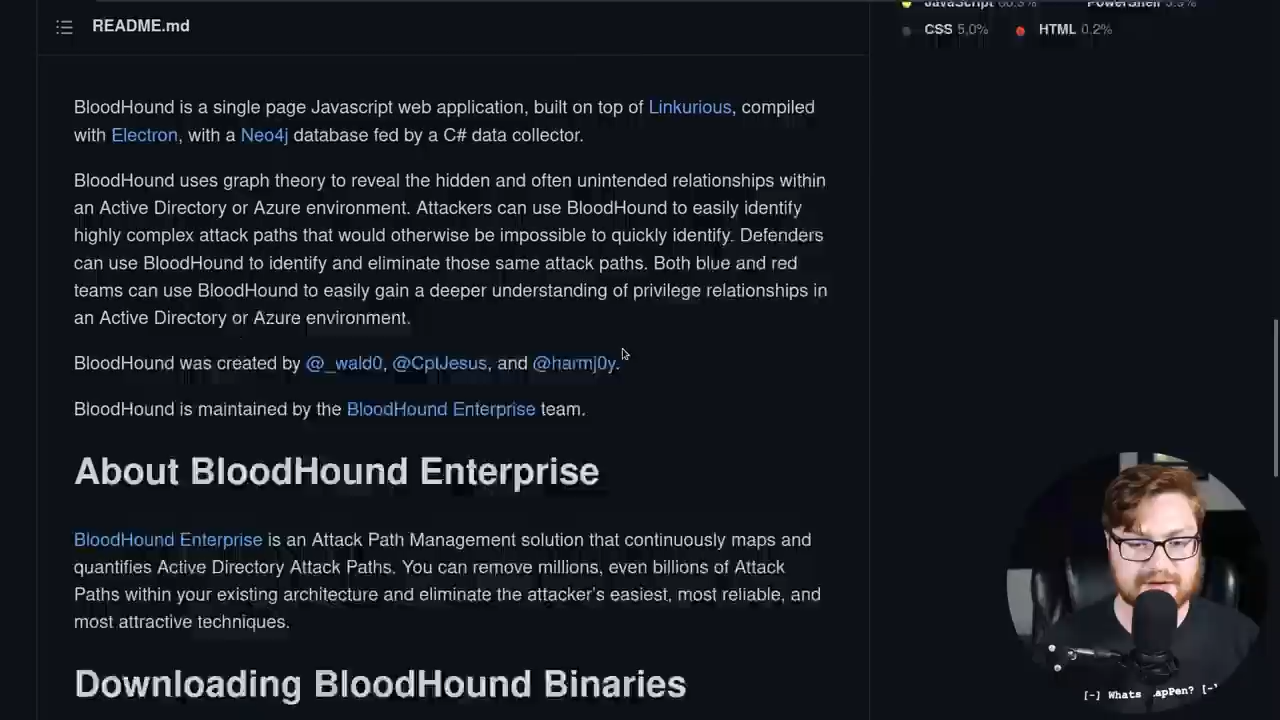 JavaScript 60.9% PowerShell 5.9%
README.md
CSS 5.0% HTML 0.2%
BloodHound is a single page Javascript web application, built on top of Linkurious, compiled
with Electron, with a Neo4j database fed by a C# data collector.
BloodHound uses graph theory to reveal the hidden and often unintended relationships within
an Active Directory or Azure environment. Attackers can use BloodHound to easily identify
highly complex attack paths that would otherwise be impossible to quickly identify. Defenders
can use BloodHound to identify and eliminate those same attack paths. Both blue and red
teams can use BloodHound to easily gain a deeper understanding of privilege relationships in
an Active Directory or Azure environment.
BloodHound was created by @_wald0, @CptJesus, and @harmj0y.
BloodHound is maintained by the BloodHound Enterprise team.
About BloodHound Enterprise
BloodHound Enterprise is an Attack Path Management solution that continuously maps and
quantifies Active Directory Attack Paths. You can remove millions, even billions of Attack
Paths within your existing architecture and eliminate the attacker's easiest, most reliable, and
most attractive techniques.
Downloading BloodHound Binaries
[-] Whats apPen? [-]